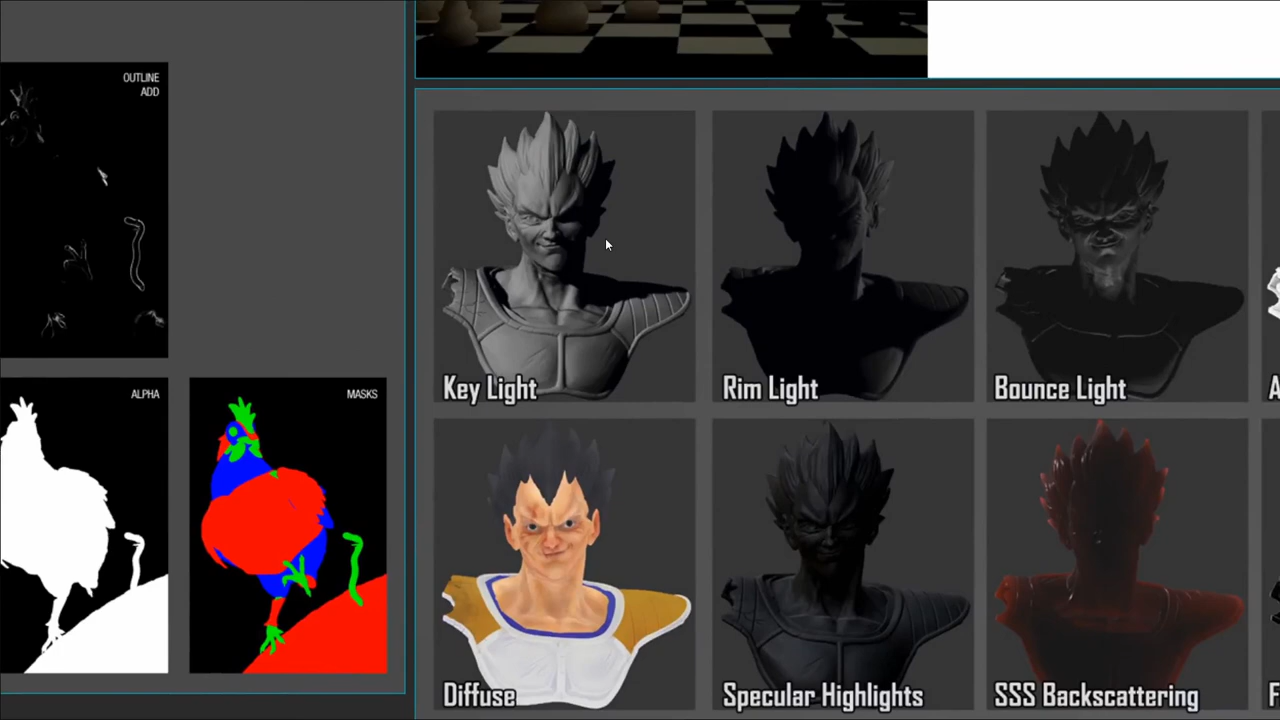 OUTLINE
ADD
ALPHA
MASKS
Key Light
Rim Light
Bounce Light
Diffuse
Specular Highlights
SSS Backscattering